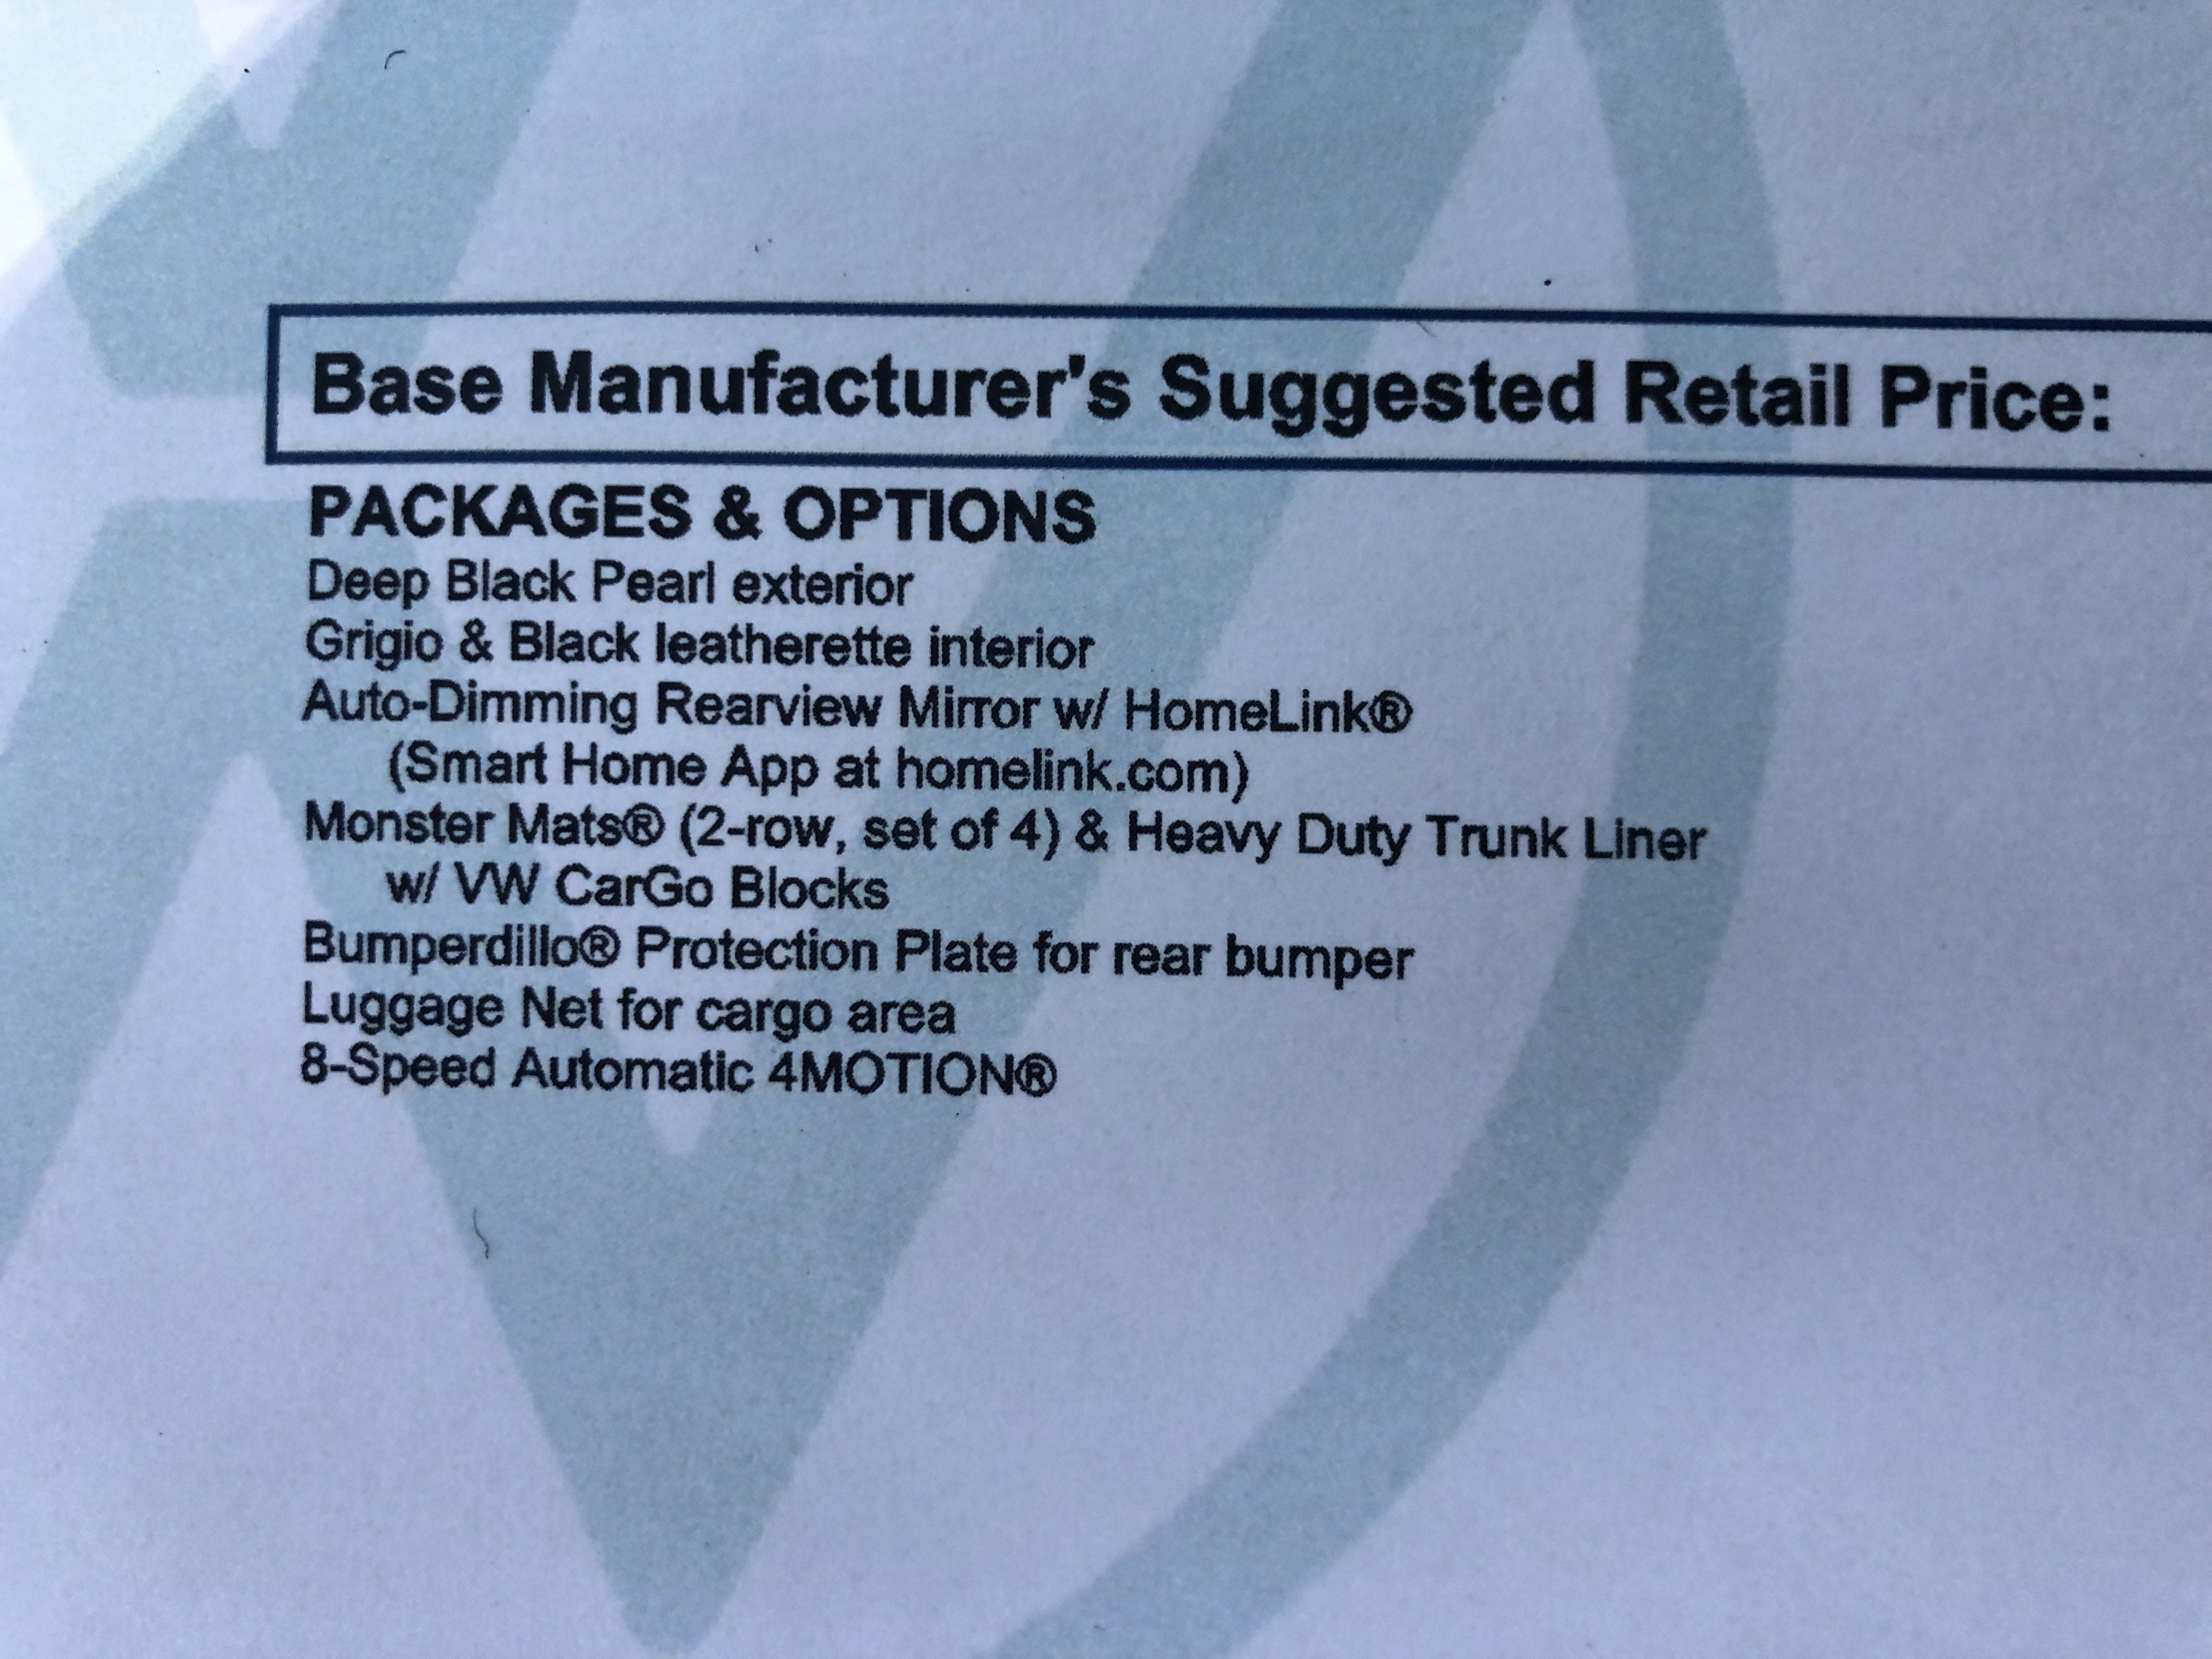 Base Manufacturer's Suggested Retail Price:
PACKAGES & OPTIONS
Deep Black Pearl exterior
Grigio & Black leatherette interior
Auto-Dimming Rearview Mirror w/ HomeLink®
(Smart Home App at homelink.com)
Monster Mats® (2-row, set of 4) & Heavy Duty Trunk Liner
w/ VW CarGo Blocks
Bumperdillo® Protection Plate for rear bumper
Luggage Net for cargo area
8-Speed Automatic 4MOTION®